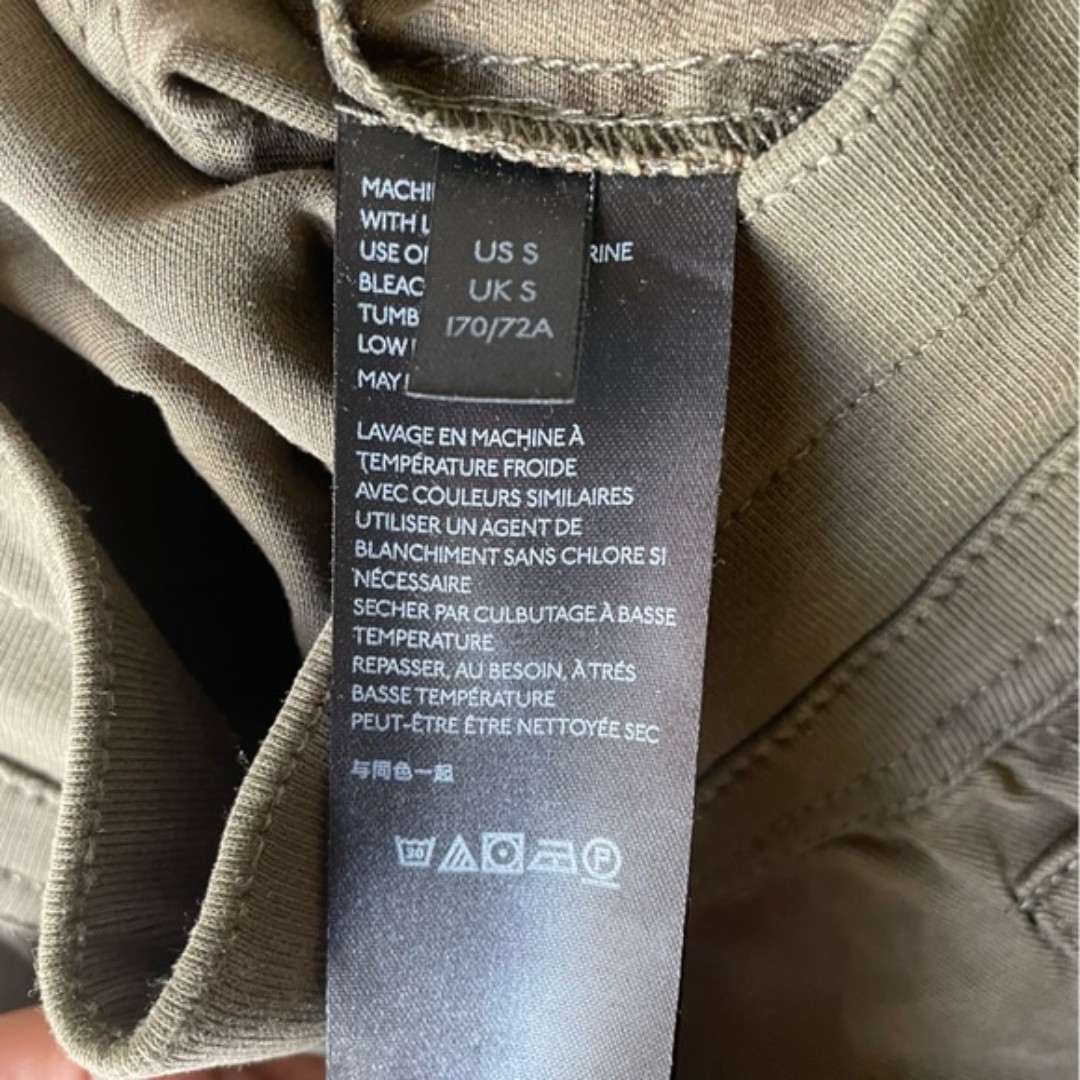 US S
UK S
170/72A
MACHI
WITH L
USE O RINE
BLEAC
TUMB
LOW
MAY
LAVAGE EN MACHINE À
TEMPÉRATURE FROIDE
AVEC COULEURS SIMILAIRES
UTILISER UN AGENT DE
BLANCHIMENT SANS CHLORE SI
NÉCESSAIRE
SECHER PAR CULBUTAGE À BASSE
TEMPERATURE
REPASSER, AU BESOIN, À TRÉS
BASSE TEMPÉRATURE
PEUT-ÊTRE ÊTRE NETTOYÉE SEC
与同色一起
30 P